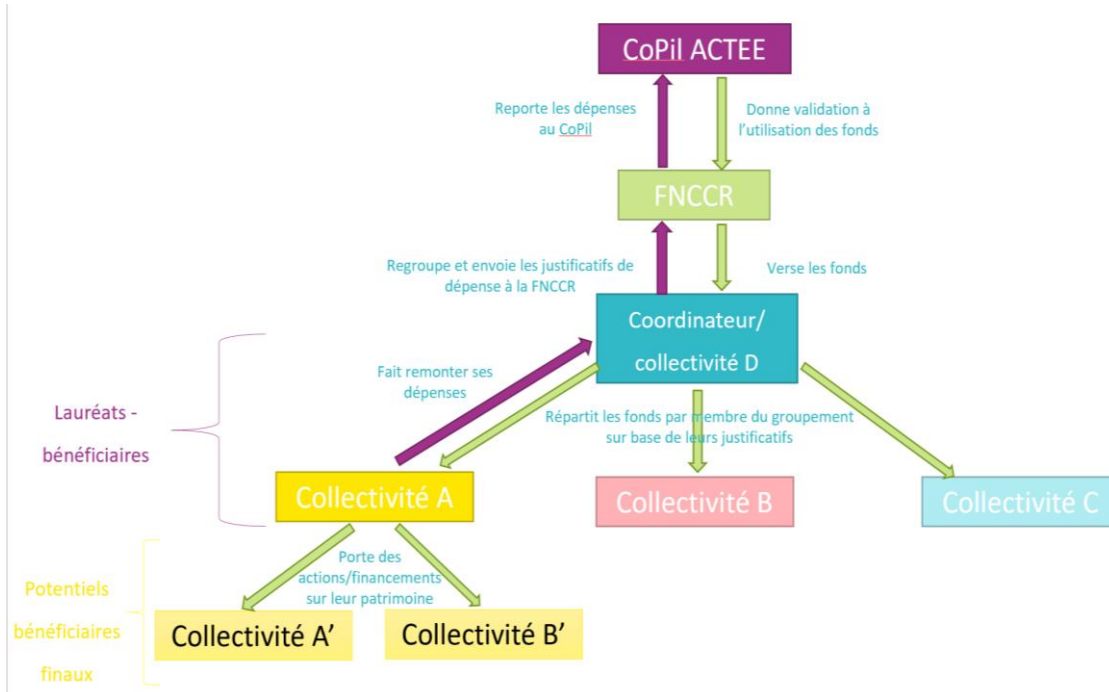 CoPil ACTEE
Reporte les dépenses
au CoPil
Donne validation à
l'utilisation des fonds
FNCCR
Regroupe et envoie les justificatifs de
dépense à la FNCCR
Verse les fonds
Coordinateur/
collectivité D
Fait remonter ses
dépenses
Lauréats -
bénéficiaires
Répartit les fonds par membre du groupement
sur base de leurs justificatifs
Collectivité A
Collectivité B
Collectivité C
Porte des
actions/financements
sur leur patrimoine
Potentiels
bénéficiaires
finaux
Collectivité A’
Collectivité B’